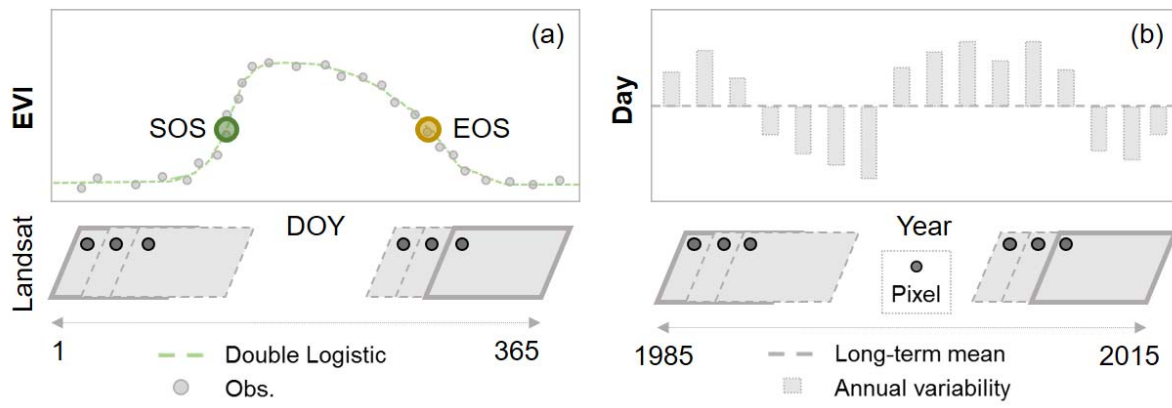 (a)
EVI
SOS
EOS
DOY
Landsat
1
365
Double Logistic
Obs.
(b)
Day
Year
Pixel
1985
2015
Long-term mean
Annual variability